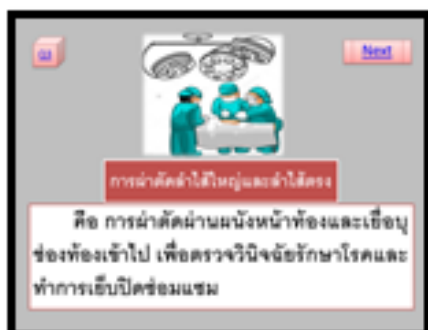 Next
การผ่าตัดลำไส้ใหญ่และลำไส้ตรง
คือ การผ่าตัดผ่านผนังหน้าท้องและเยื่อบุ
ช่องท้องเข้าไป เพื่อตรวจวินิจฉัยรักษาโรคและ
ทำการเย็บปิดซ่อมแซม